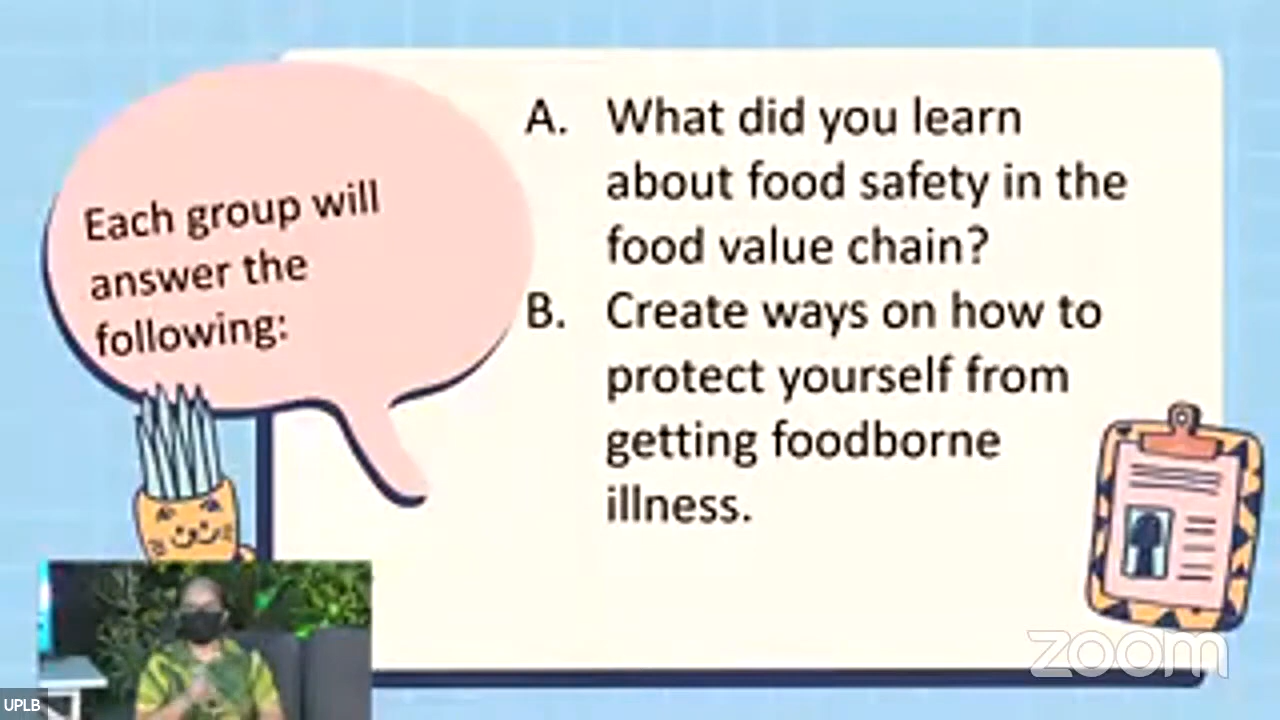 Each group will
answer the
following:
A. What did you learn
about food safety in the
food value chain?
B. Create ways on how to
protect yourself from
getting foodborne
illness.
zoom
UPLB